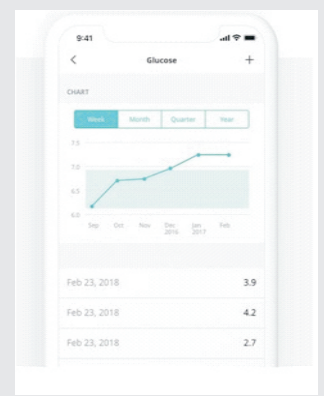 9:41
Glucose +
CHART
Week Month Quarter Year
7.5
7.0
6.5
6.0
Sep Oct Nov Dec 2016 Jan 2017 Feb
Feb 23, 2018 3.9
Feb 23, 2018 4.2
Feb 23, 2018 2.7